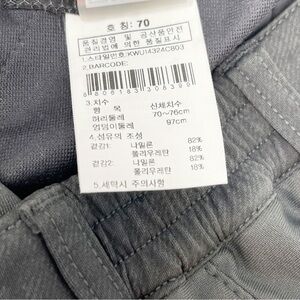 호 칭: 70
품질경영 및 공산품안전
관리법에 의한 품질표시
1.스타일번호:KWU14324C803
2.BARCODE:
3.치수
항 목 신체치수
허리둘레 70~76cm
엉덩이둘레 97cm
4.섬유의 조성
겉감1: 나일론 82%
폴리우레탄 18%
겉감2: 나일론 82%
폴리우레탄 18%
5.세탁시 주의사항